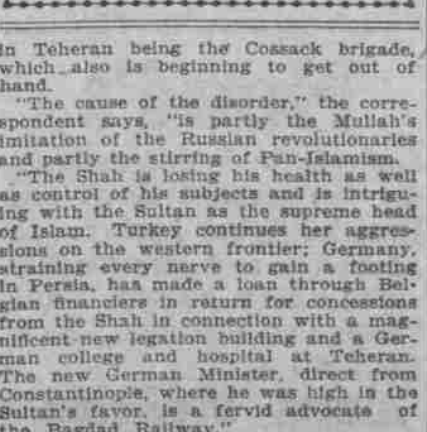 in Teheran being the Cossack brigade,
which also is beginning to get out of
hand.
"The cause of the disorder," the corre-
spondent says, "is partly the Mullah's
imitation of the Russian revolutionaries
and partly the stirring of Pan-Islamism.
"The Shah is losing his health as well
as control of his subjects and is intrigu-
ing with the Sultan as the supreme head
of Islam. Turkey continues her aggres-
sions on the western frontier; Germany,
straining every nerve to gain a footing
in Persia, has made a loan through Bel-
gian financiers in return for concessions
from the Shah in connection with a mag-
nificent new legation building and a Ger-
man college and hospital at Teheran.
The new German Minister, direct from
Constantinople, where he was high in the
Sultan's favor, is a fervid advocate of
the Bagdad Railway."